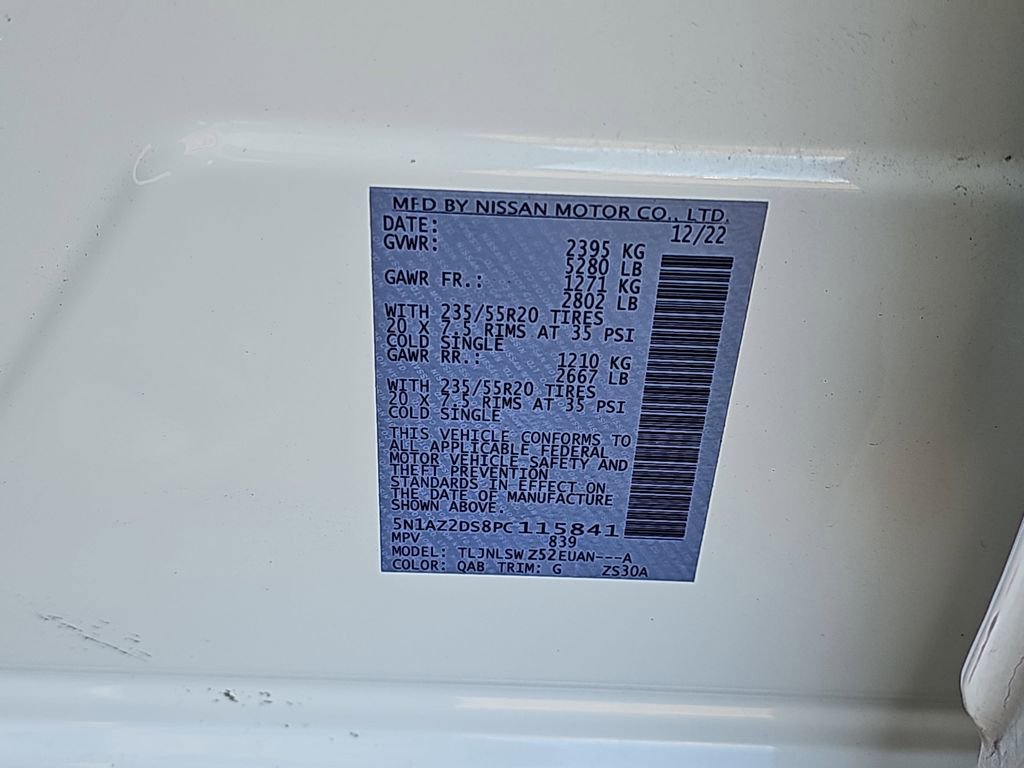 MFD BY NISSAN MOTOR CO., LTD.
DATE: 12/22
GVWR: 2395 KG
5280 LB
GAWR FR.: 1271 KG
2802 LB
WITH 235/55R20 TIRES
20 X 7.5 RIMS AT 35 PSI
COLD SINGLE
GAWR RR.: 1210 KG
2667 LB
WITH 235/55R20 TIRES
20 X 7.5 RIMS AT 35 PSI
COLD SINGLE
THIS VEHICLE CONFORMS TO
ALL APPLICABLE FEDERAL
MOTOR VEHICLE SAFETY AND
THEFT PREVENTION
STANDARDS IN EFFECT ON
THE DATE OF MANUFACTURE
SHOWN ABOVE.
5N1AZ2DS8PC115841
MPV 839
MODEL: TLJNLSW Z52EUAN---A
COLOR: QAB TRIM: G ZS30A